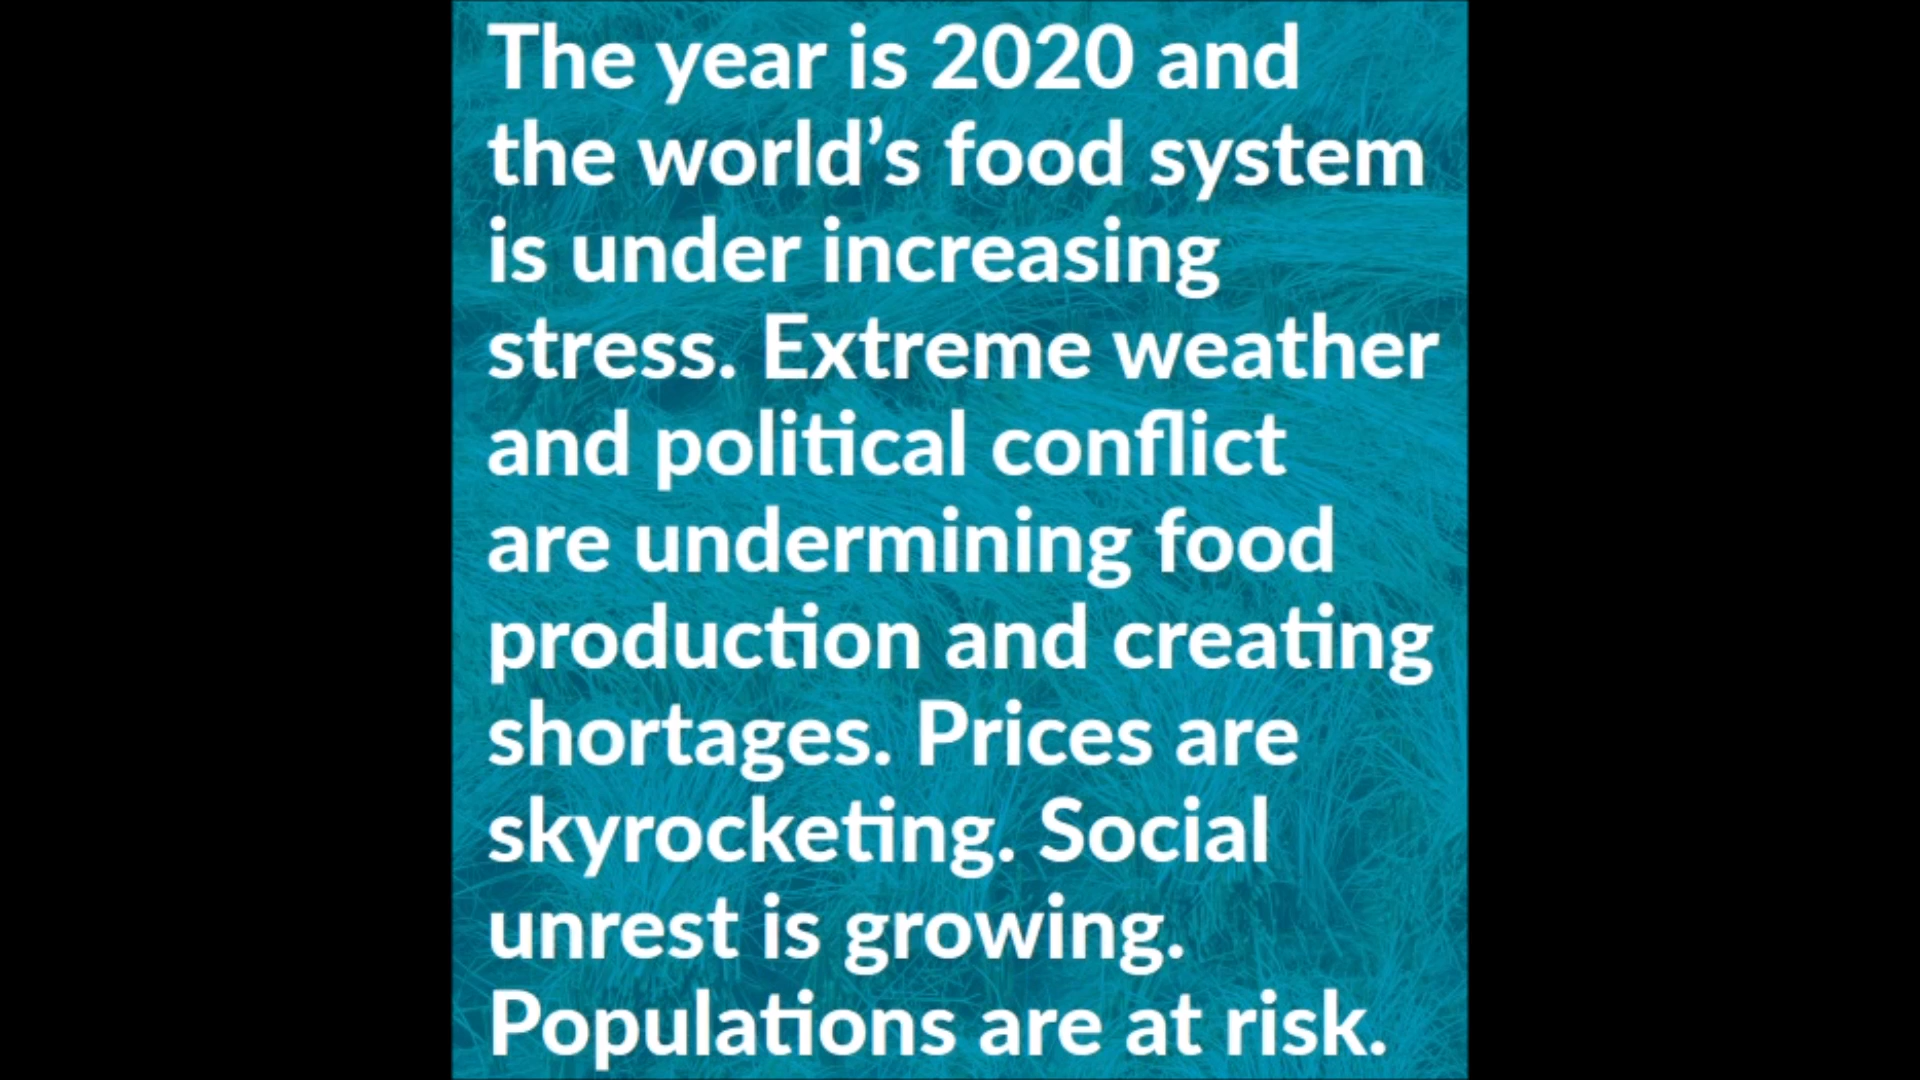 The year is 2020 and
the world’s food system
is under increasing
stress. Extreme weather
and political conflict
are undermining food
production and creating
shortages. Prices are
skyrocketing. Social
unrest is growing.
Populations are at risk.